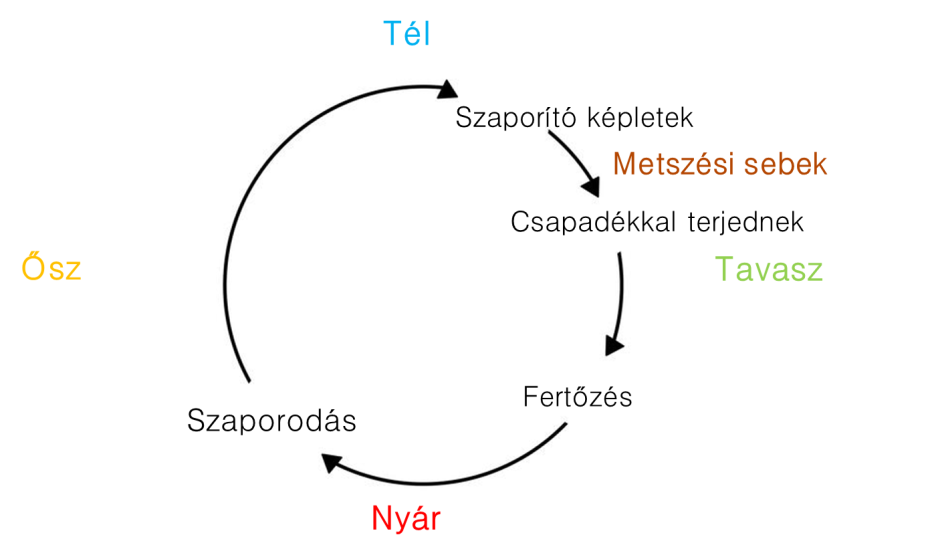 Tél
Szaporító képletek
Metszési sebek
Csapadékkal terjednek
Ősz
Tavasz
Fertőzés
Szaporodás
Nyár